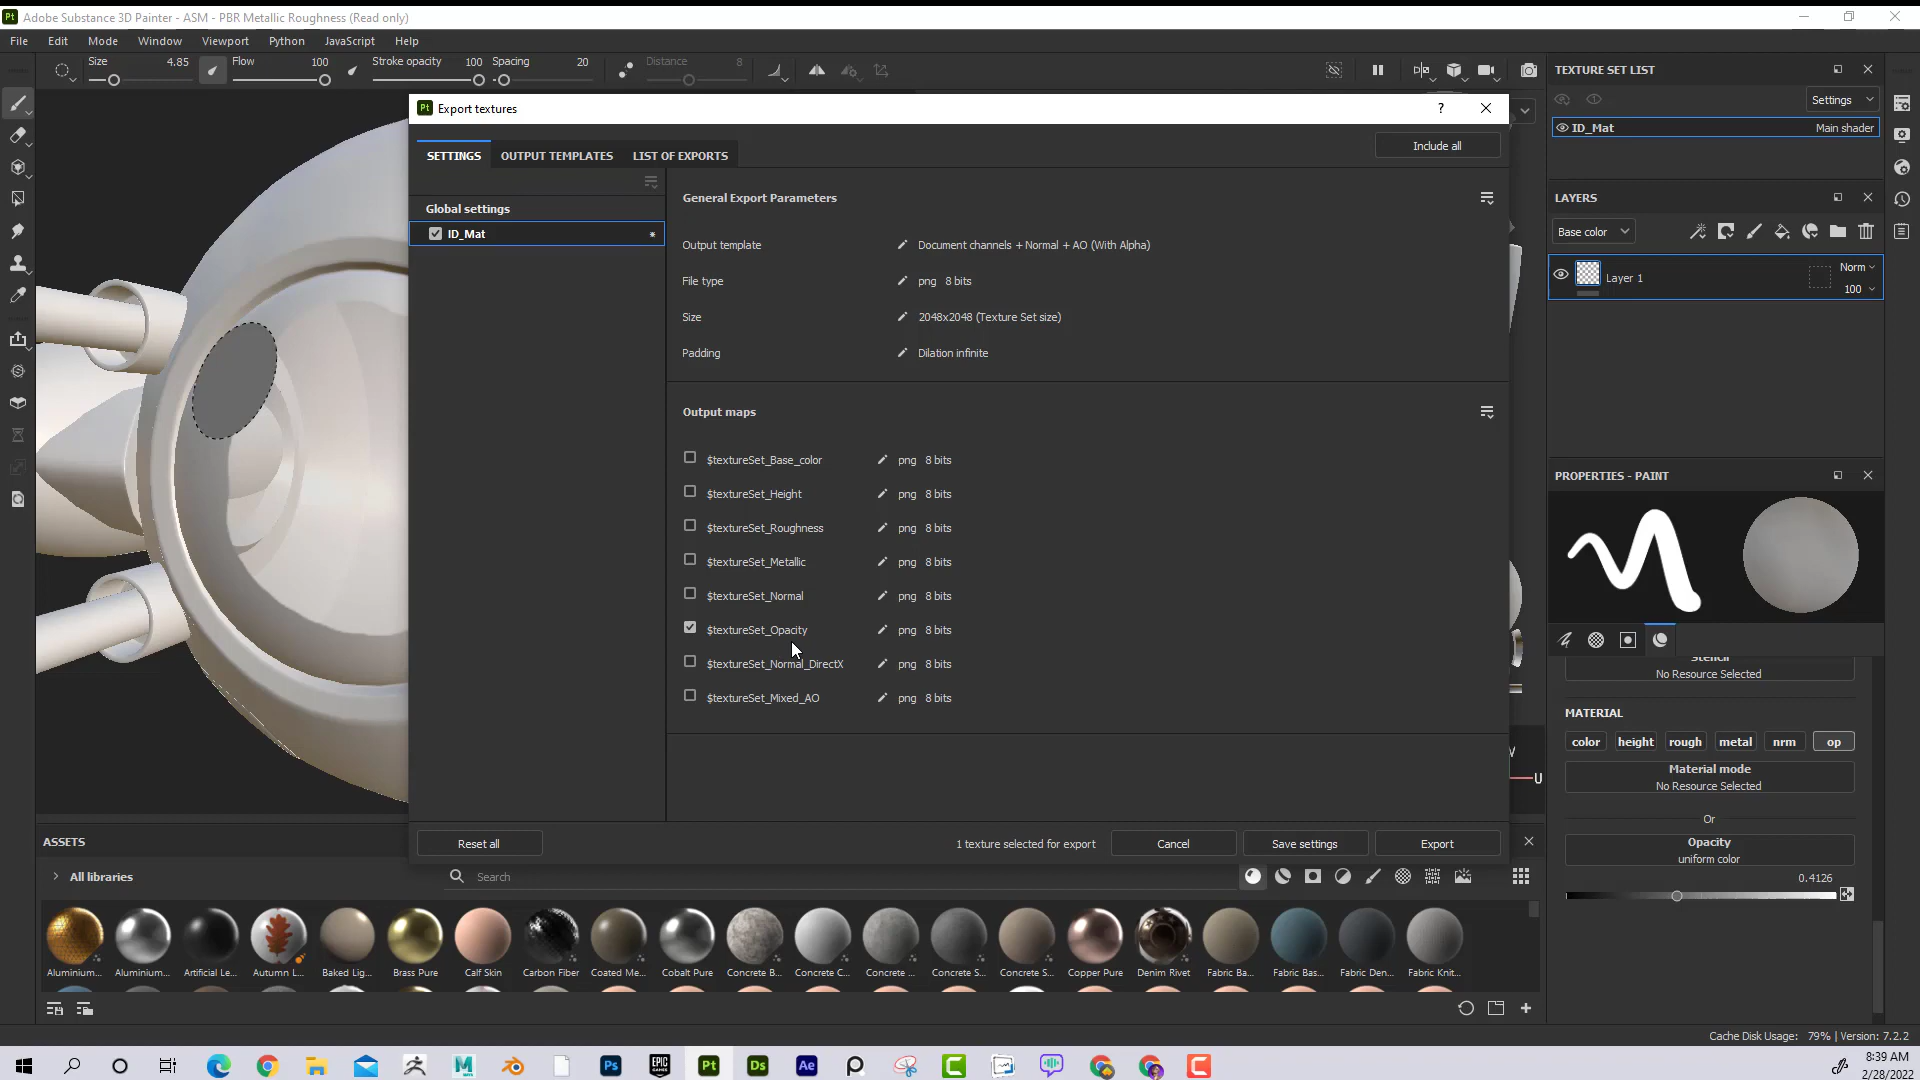 Adobe Substance 3D Painter - ASM - PBR Metallic Roughness (Read only)
File Edit Mode Window Viewport Python JavaScript Help
Size 4.85 Flow 100 Stroke opacity 100 Spacing 20 Distance 8
Export textures
?
SETTINGS OUTPUT TEMPLATES LIST OF EXPORTS
Include all
Global settings
ID_Mat
General Export Parameters
Output template Document channels + Normal + AO (With Alpha)
File type png 8 bits
Size 2048x2048 (Texture Set size)
Padding Dilation infinite
Output maps
$textureSet_Base_color png 8 bits
$textureSet_Height png 8 bits
$textureSet_Roughness png 8 bits
$textureSet_Metallic png 8 bits
$textureSet_Normal png 8 bits
$textureSet_Opacity png 8 bits
$textureSet_Normal_DirectX png 8 bits
$textureSet_Mixed_AO png 8 bits
Reset all
1 texture selected for export
Cancel
Save settings
Export
TEXTURE SET LIST
Settings
ID_Mat Main shader
LAYERS
Base color
Layer 1
Norm
100
PROPERTIES - PAINT
Stencil
No Resource Selected
MATERIAL
color height rough metal nrm op
Material mode
No Resource Selected
Or
Opacity
uniform color
0.4126
U
ASSETS
All libraries
Search
Aluminium... Aluminium... Artificial Le... Autumn L... Baked Lig... Brass Pure Calf Skin Carbon Fiber Coated Me... Cobalt Pure Concrete B... Concrete C... Concrete ... Concrete S... Concrete S... Copper Pure Denim Rivet Fabric Ba... Fabric Bas... Fabric Den... Fabric Knit...
Cache Disk Usage: 79% | Version: 7.2.2
Pt
Ps
EPIC GAMES
Pt
Ds
Ae
8:39 AM
2/28/2022